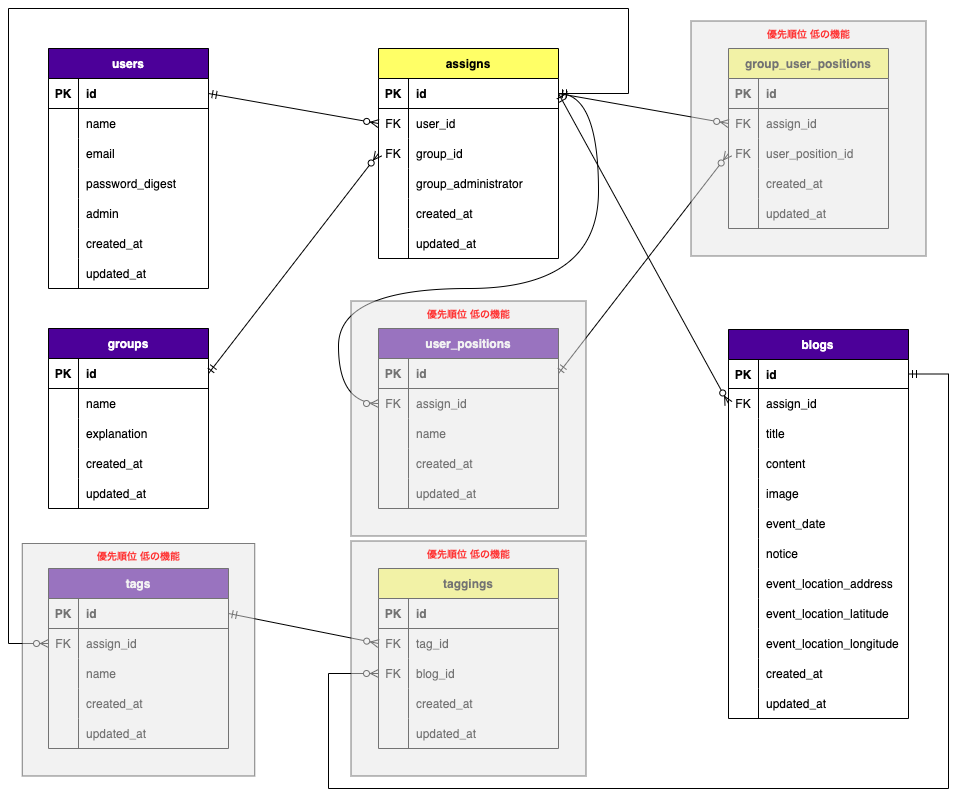 users
PK id
name
email
password_digest
admin
created_at
updated_at
assigns
PK id
FK user_id
FK group_id
group_administrator
created_at
updated_at
優先順位 低の機能
group_user_positions
PK id
FK assign_id
FK user_position_id
created_at
updated_at
groups
PK id
name
explanation
created_at
updated_at
優先順位 低の機能
user_positions
PK id
FK assign_id
name
created_at
updated_at
blogs
PK id
FK assign_id
title
content
image
event_date
notice
event_location_address
event_location_latitude
event_location_longitude
created_at
updated_at
優先順位 低の機能
tags
PK id
FK assign_id
name
created_at
updated_at
優先順位 低の機能
taggings
PK id
FK tag_id
FK blog_id
created_at
updated_at